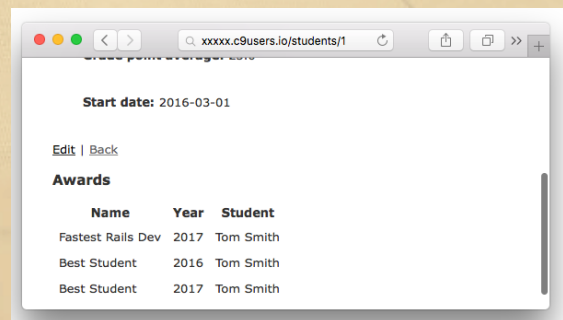 xxxxx.c9users.io/students/1
Start date: 2016-03-01
Edit | Back
Awards
Name Year Student
Fastest Rails Dev 2017 Tom Smith
Best Student 2016 Tom Smith
Best Student 2017 Tom Smith